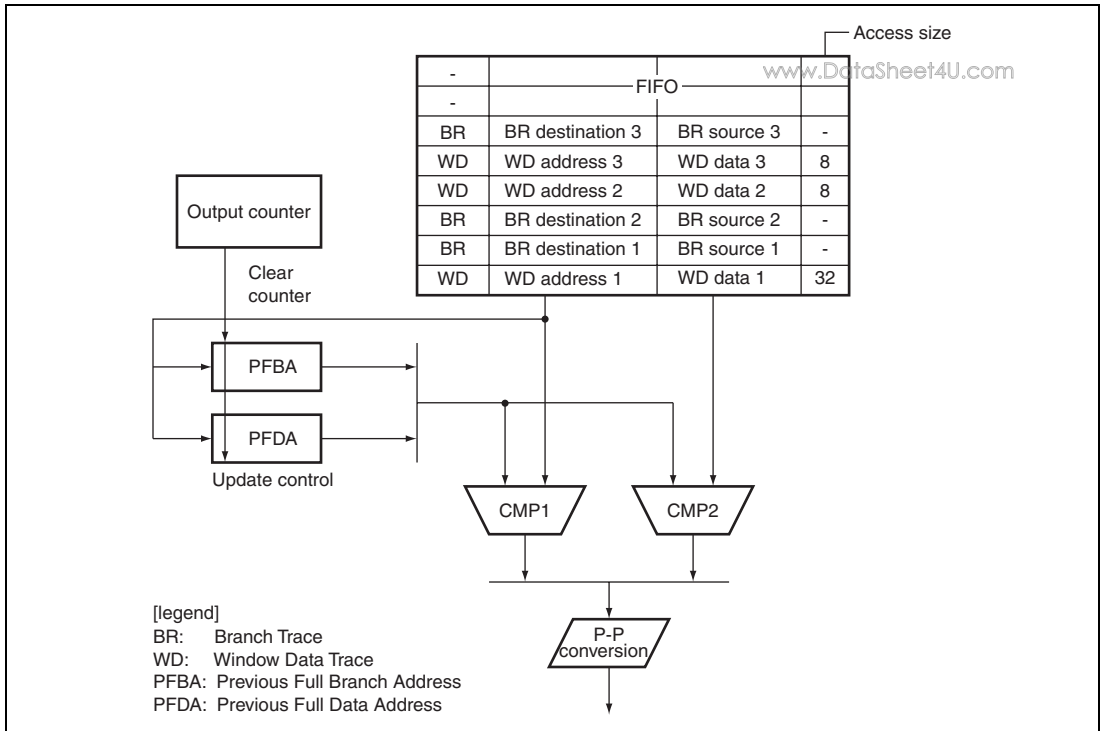 Access size
www.DataSheet4U.com
-
FIFO
-
BR BR destination 3 BR source 3 -
WD WD address 3 WD data 3 8
WD WD address 2 WD data 2 8
BR BR destination 2 BR source 2 -
BR BR destination 1 BR source 1 -
WD WD address 1 WD data 1 32
Output counter
Clear
counter
PFBA
PFDA
Update control
CMP1 CMP2
P-P
conversion
[legend]
BR: Branch Trace
WD: Window Data Trace
PFBA: Previous Full Branch Address
PFDA: Previous Full Data Address